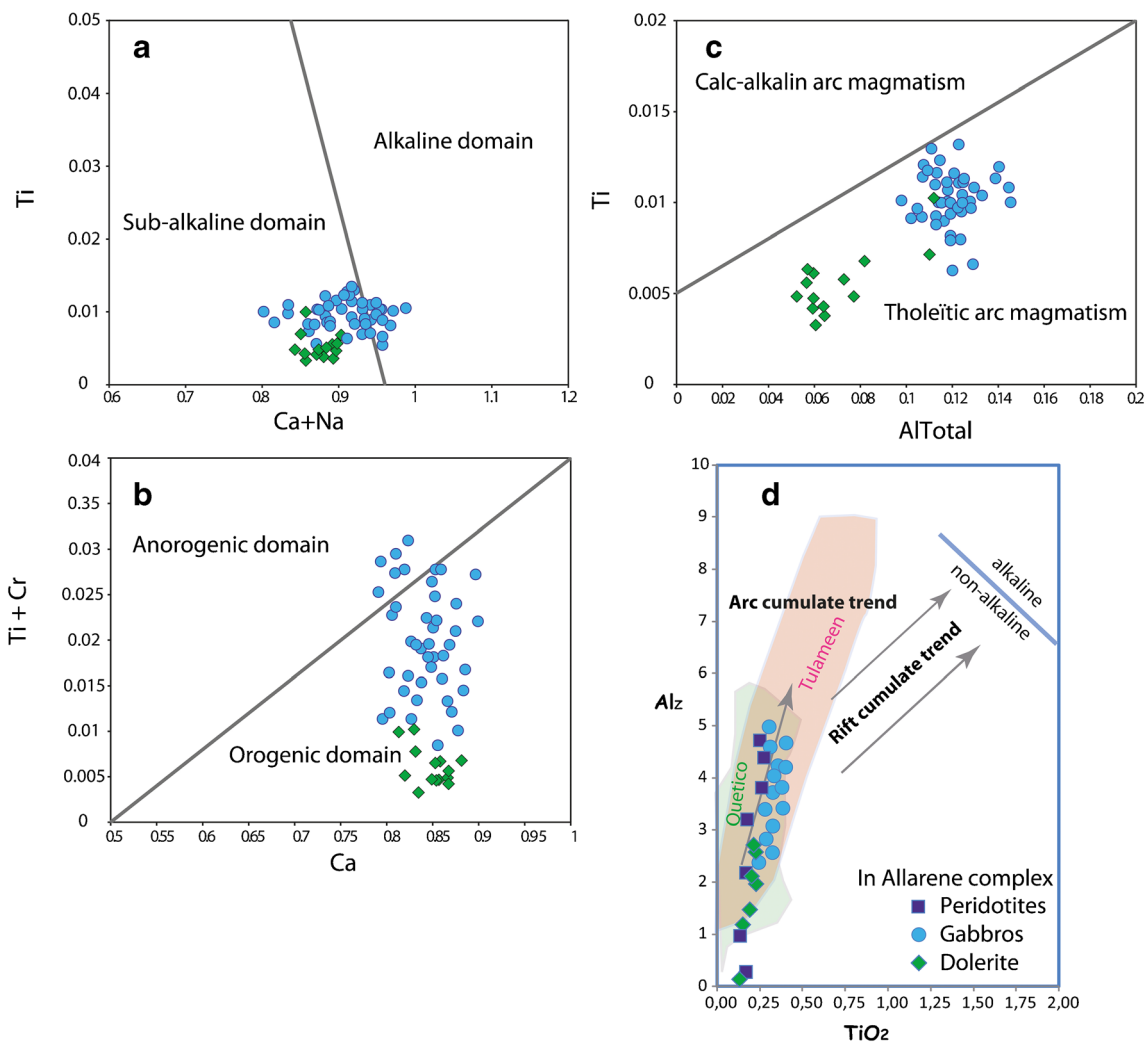 a
0.05
0.04
0.03
0.02
0.01
0
Ti
Alkaline domain
Sub-alkaline domain
0.6 0.7 0.8 0.9 1 1.1 1.2
Ca+Na
c
0.02
0.015
0.01
0.005
0
Ti
Calc-alkalin arc magmatism
Tholeïtic arc magmatism
0 0.02 0.04 0.06 0.08 0.1 0.12 0.14 0.16 0.18 0.2
AlTotal
b
0.04
0.35
0.03
0.025
0.02
0.015
0.01
0.005
0
Ti + Cr
Anorogenic domain
Orogenic domain
0.5 0.55 0.6 0.65 0.7 0.75 0.8 0.85 0.9 0.95 1
Ca
d
10
9
8
7
6
5
4
3
2
1
0
Alz
alkaline
non-alkaline
Arc cumulate trend
Tulameen
Rift cumulate trend
Quetico
In Allarene complex
Peridotites
Gabbros
Dolerite
0,00 0,25 0,50 0,75 1,00 1,25 1,50 1,75 2,00
TiO2